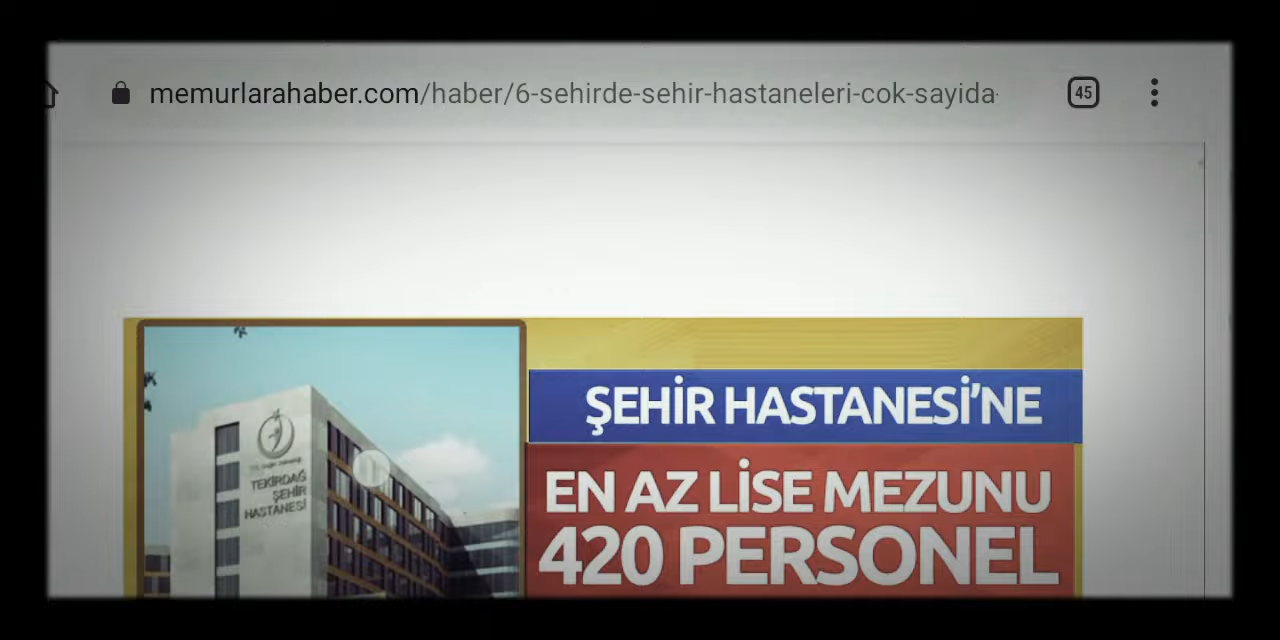 memurlarahaber.com/haber/6-sehirde-sehir-hastaneleri-cok-sayida-
45
ŞEHİR HASTANESİ'NE
EN AZ LİSE MEZUNU
420 PERSONEL
TEKİRDAĞ
ŞEHİR
HASTANESİ